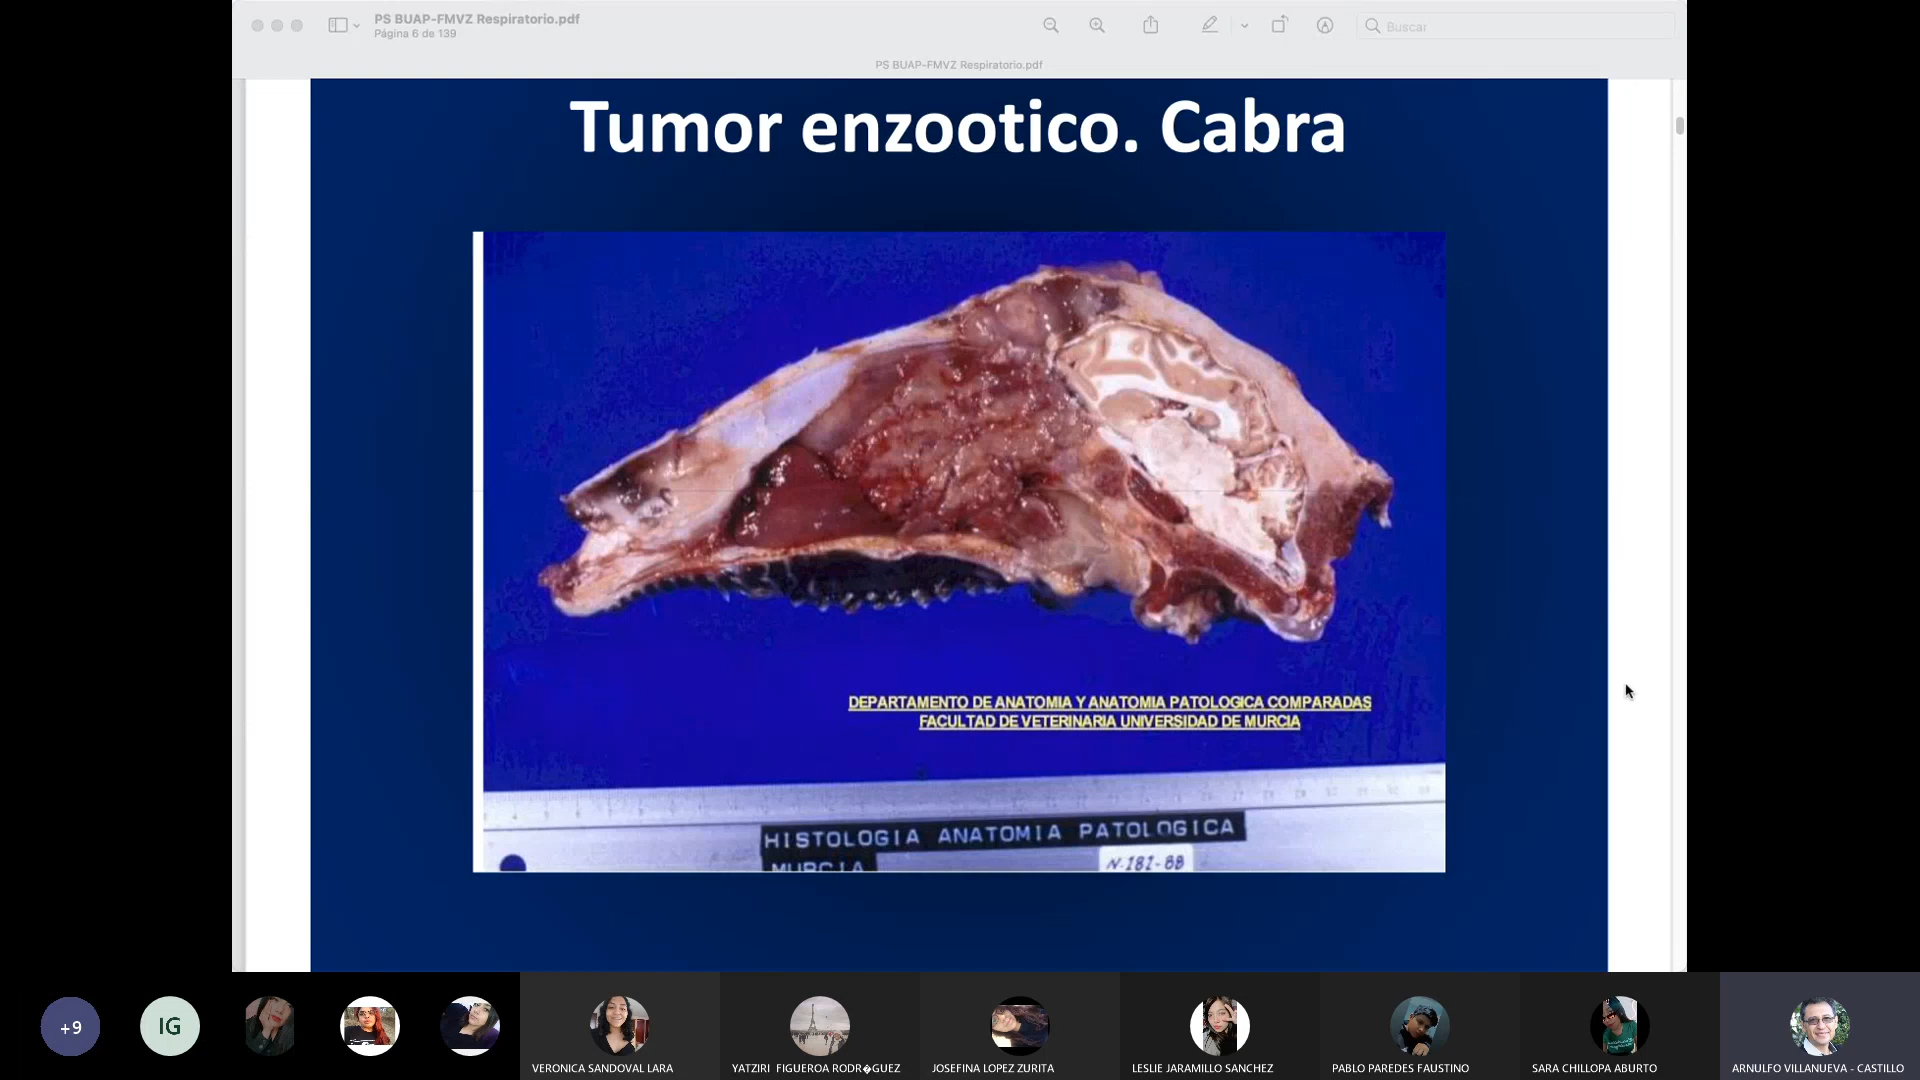 PS BUAP-FMVZ Respiratorio.pdf
Página 6 de 139
Buscar
PS BUAP-FMVZ Respiratorio.pdf
Tumor enzootico. Cabra
DEPARTAMENTO DE ANATOMIA Y ANATOMIA PATOLOGICA COMPARADAS
FACULTAD DE VETERINARIA UNIVERSIDAD DE MURCIA
HISTOLOGIA ANATOMIA PATOLOGICA
MURCIA
N-182-88
+9
IG
VERONICA SANDOVAL LARA
YATZIRI FIGUEROA RODR�GUEZ
JOSEFINA LOPEZ ZURITA
LESLIE JARAMILLO SANCHEZ
PABLO PAREDES FAUSTINO
SARA CHILLOPA ABURTO
ARNULFO VILLANUEVA - CASTILLO